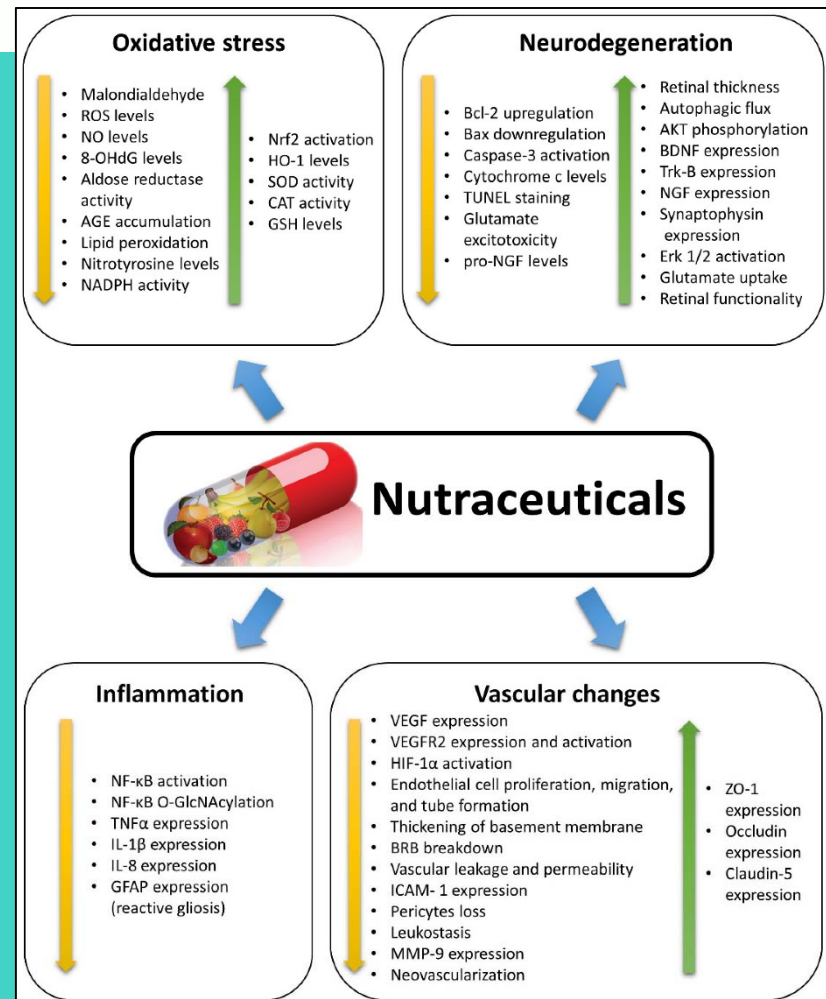 Oxidative stress
Malondialdehyde
ROS levels
NO levels
8-OHdG levels
Aldose reductase
activity
AGE accumulation
Lipid peroxidation
Nitrotyrosine levels
NADPH activity
Nrf2 activation
HO-1 levels
SOD activity
CAT activity
GSH levels
Neurodegeneration
Bcl-2 upregulation
Bax downregulation
Caspase-3 activation
Cytochrome c levels
TUNEL staining
Glutamate
excitotoxicity
pro-NGF levels
Retinal thickness
Autophagic flux
AKT phosphorylation
BDNF expression
Trk-B expression
NGF expression
Synaptophysin
expression
Erk 1/2 activation
Glutamate uptake
Retinal functionality
Nutraceuticals
Inflammation
NF-κB activation
NF-κB O-GlcNAcylation
TNFα expression
IL-1β expression
IL-8 expression
GFAP expression
(reactive gliosis)
Vascular changes
VEGF expression
VEGFR2 expression and activation
HIF-1α activation
Endothelial cell proliferation, migration,
and tube formation
Thickening of basement membrane
BRB breakdown
Vascular leakage and permeability
ICAM- 1 expression
Pericytes loss
Leukostasis
MMP-9 expression
Neovascularization
ZO-1
expression
Occludin
expression
Claudin-5
expression